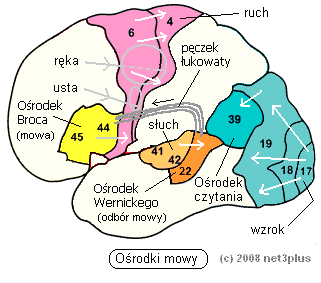 ruch
6
4
pęczek
łukowaty
ręka
usta
Ośrodek
Broca
(mowa)
44
45
słuch
39
41
42
22
19
18
17
Ośrodek
Wernickego
(odbór mowy)
Ośrodek
czytania
wzrok
Ośrodki mowy
(c) 2008 net3plus